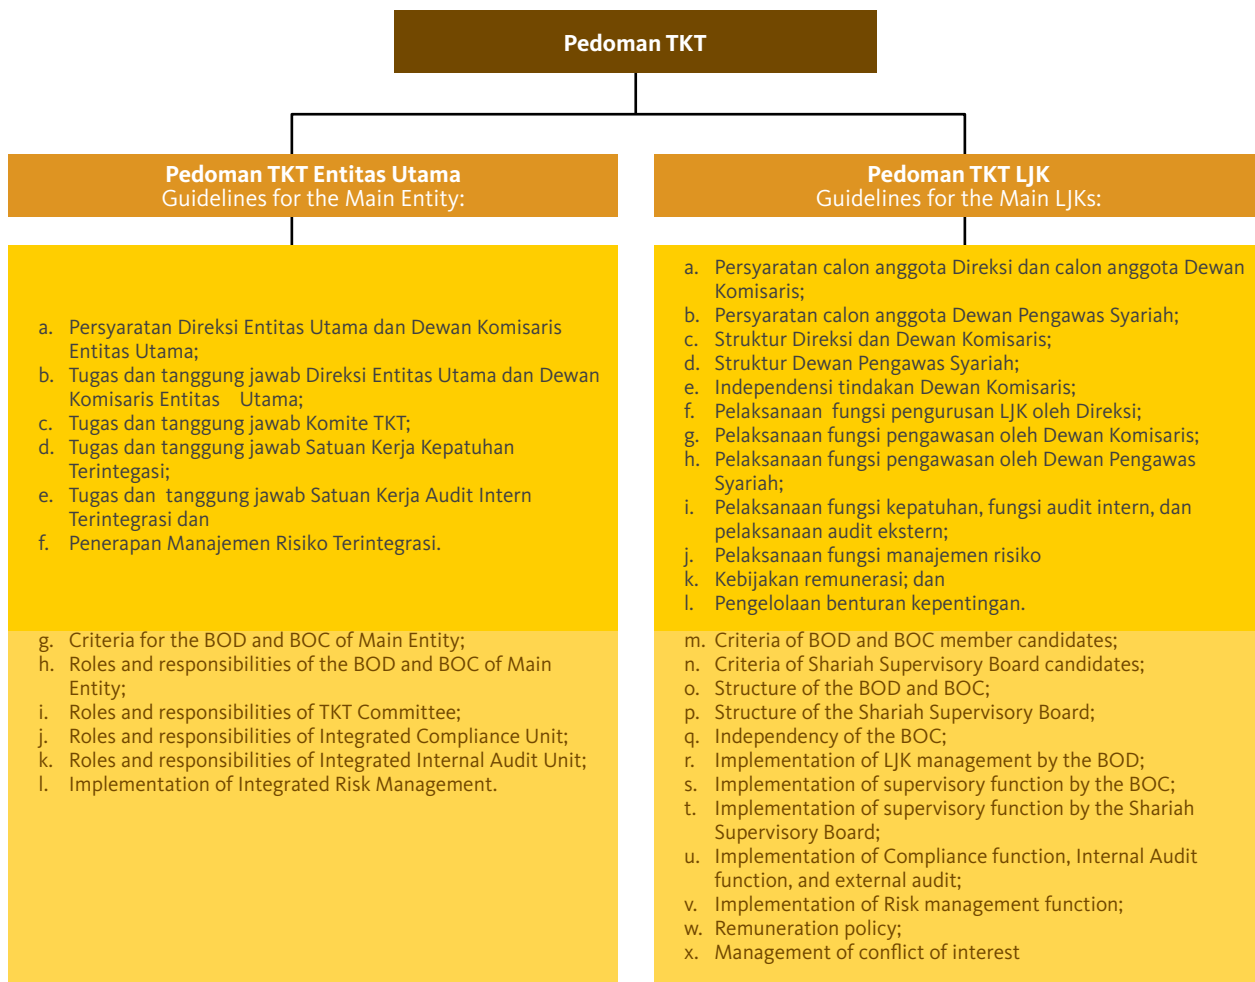 Pedoman TKT
Pedoman TKT Entitas Utama
Guidelines for the Main Entity:
a. Persyaratan Direksi Entitas Utama dan Dewan Komisaris
Entitas Utama;
b. Tugas dan tanggung jawab Direksi Entitas Utama dan Dewan
Komisaris Entitas Utama;
c. Tugas dan tanggung jawab Komite TKT;
d. Tugas dan tanggung jawab Satuan Kerja Kepatuhan
Terintegasi;
e. Tugas dan tanggung jawab Satuan Kerja Audit Intern
Terintegrasi dan
f. Penerapan Manajemen Risiko Terintegrasi.
g. Criteria for the BOD and BOC of Main Entity;
h. Roles and responsibilities of the BOD and BOC of Main
Entity;
i. Roles and responsibilities of TKT Committee;
j. Roles and responsibilities of Integrated Compliance Unit;
k. Roles and responsibilities of Integrated Internal Audit Unit;
l. Implementation of Integrated Risk Management.
Pedoman TKT LJK
Guidelines for the Main LJKs:
a. Persyaratan calon anggota Direksi dan calon anggota Dewan
Komisaris;
b. Persyaratan calon anggota Dewan Pengawas Syariah;
c. Struktur Direksi dan Dewan Komisaris;
d. Struktur Dewan Pengawas Syariah;
e. Independensi tindakan Dewan Komisaris;
f. Pelaksanaan fungsi pengurusan LJK oleh Direksi;
g. Pelaksanaan fungsi pengawasan oleh Dewan Komisaris;
h. Pelaksanaan fungsi pengawasan oleh Dewan Pengawas
Syariah;
i. Pelaksanaan fungsi kepatuhan, fungsi audit intern, dan
pelaksanaan audit ekstern;
j. Pelaksanaan fungsi manajemen risiko
k. Kebijakan remunerasi; dan
l. Pengelolaan benturan kepentingan.
m. Criteria of BOD and BOC member candidates;
n. Criteria of Shariah Supervisory Board candidates;
o. Structure of the BOD and BOC;
p. Structure of the Shariah Supervisory Board;
q. Independency of the BOC;
r. Implementation of LJK management by the BOD;
s. Implementation of supervisory function by the BOC;
t. Implementation of supervisory function by the Shariah
Supervisory Board;
u. Implementation of Compliance function, Internal Audit
function, and external audit;
v. Implementation of Risk management function;
w. Remuneration policy;
x. Management of conflict of interest